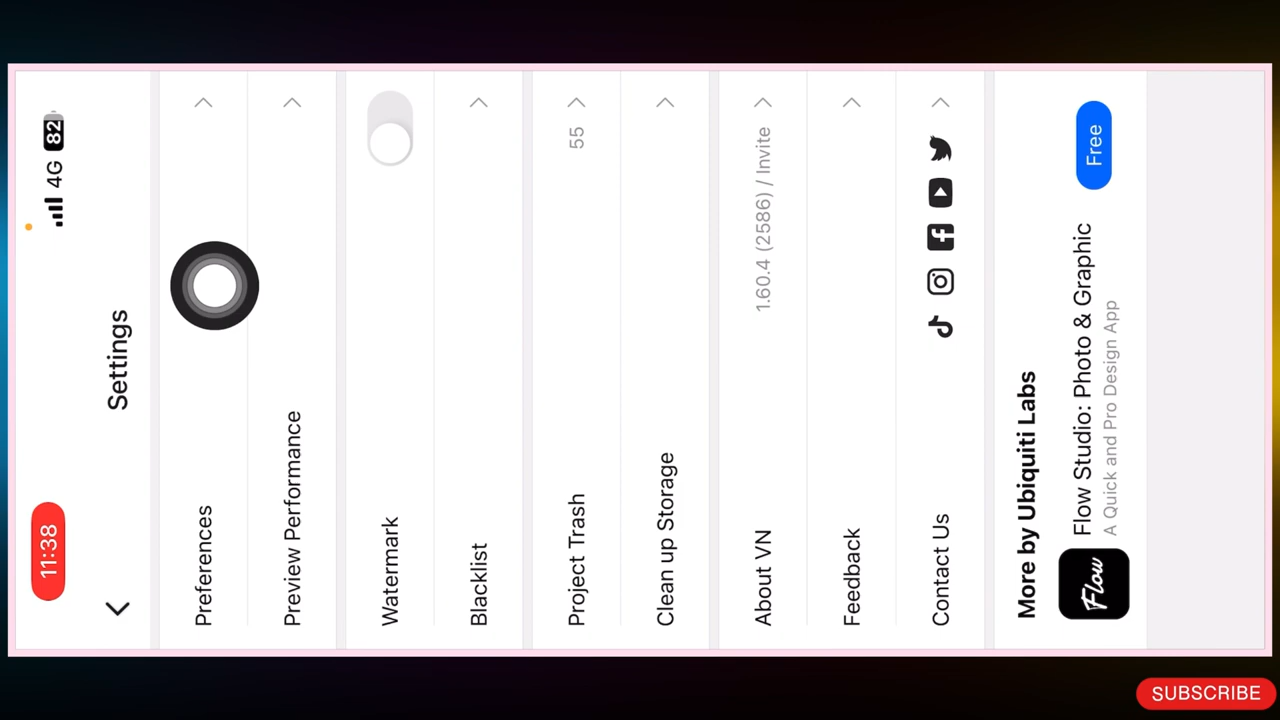 11:38
4G 82
Settings
Preferences
Preview Performance
Watermark
Blacklist
Project Trash 55
Clean up Storage
About VN 1.60.4 (2586) / Invite
Feedback
Contact Us
More by Ubiquiti Labs
Flow
Flow Studio: Photo & Graphic
A Quick and Pro Design App
Free
SUBSCRIBE